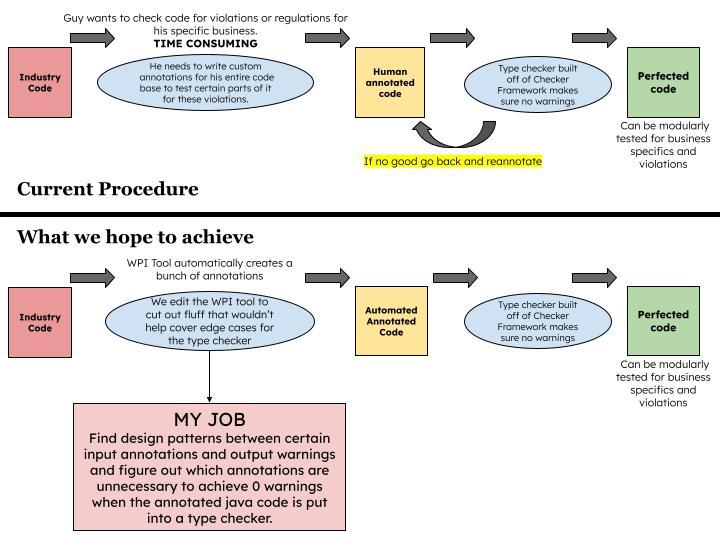 Guy wants to check code for violations or regulations for
his specific business.
TIME CONSUMING
Industry
Code
He needs to write custom
annotations for his entire code
base to test certain parts of it
for these violations.
Human
annotated
code
Type checker built
off of Checker
Framework makes
sure no warnings
Perfected
code
Can be modularly
tested for business
specifics and
violations
If no good go back and reannotate
Current Procedure
What we hope to achieve
WPI Tool automatically creates a
bunch of annotations
Industry
Code
We edit the WPI tool to
cut out fluff that wouldn't
help cover edge cases for
the type checker
Automated
Annotated
Code
Type checker built
off of Checker
Framework makes
sure no warnings
Perfected
code
Can be modularly
tested for business
specifics and
violations
MY JOB
Find design patterns between certain
input annotations and output warnings
and figure out which annotations are
unnecessary to achieve 0 warnings
when the annotated java code is put
into a type checker.